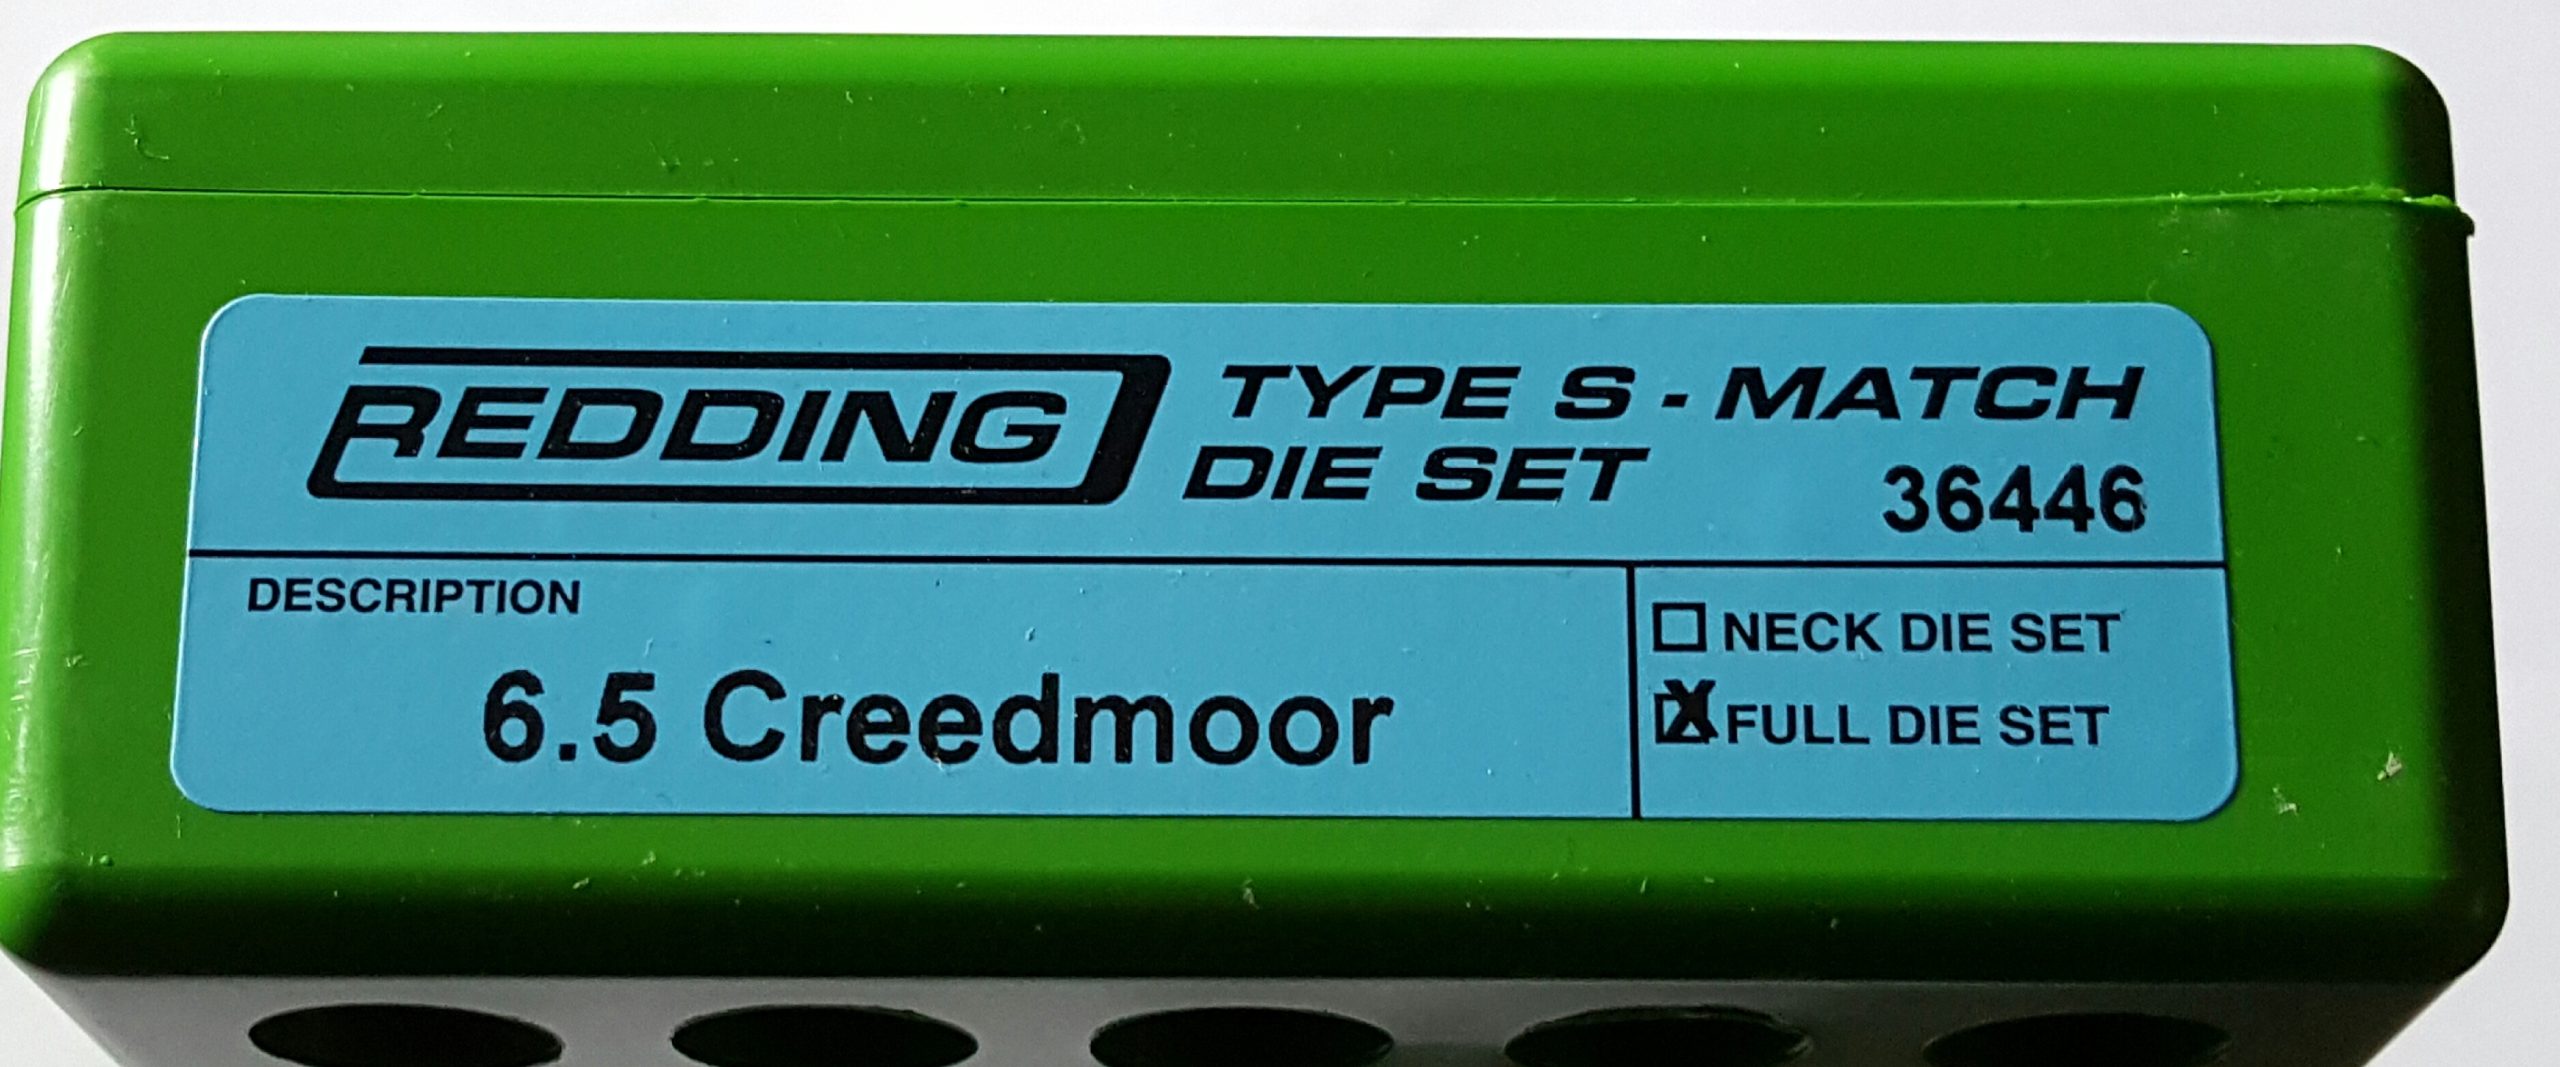 REDDING
TYPE S - MATCH
DIE SET
36446
DESCRIPTION
6.5 Creedmoor
☐ NECK DIE SET
☒ FULL DIE SET